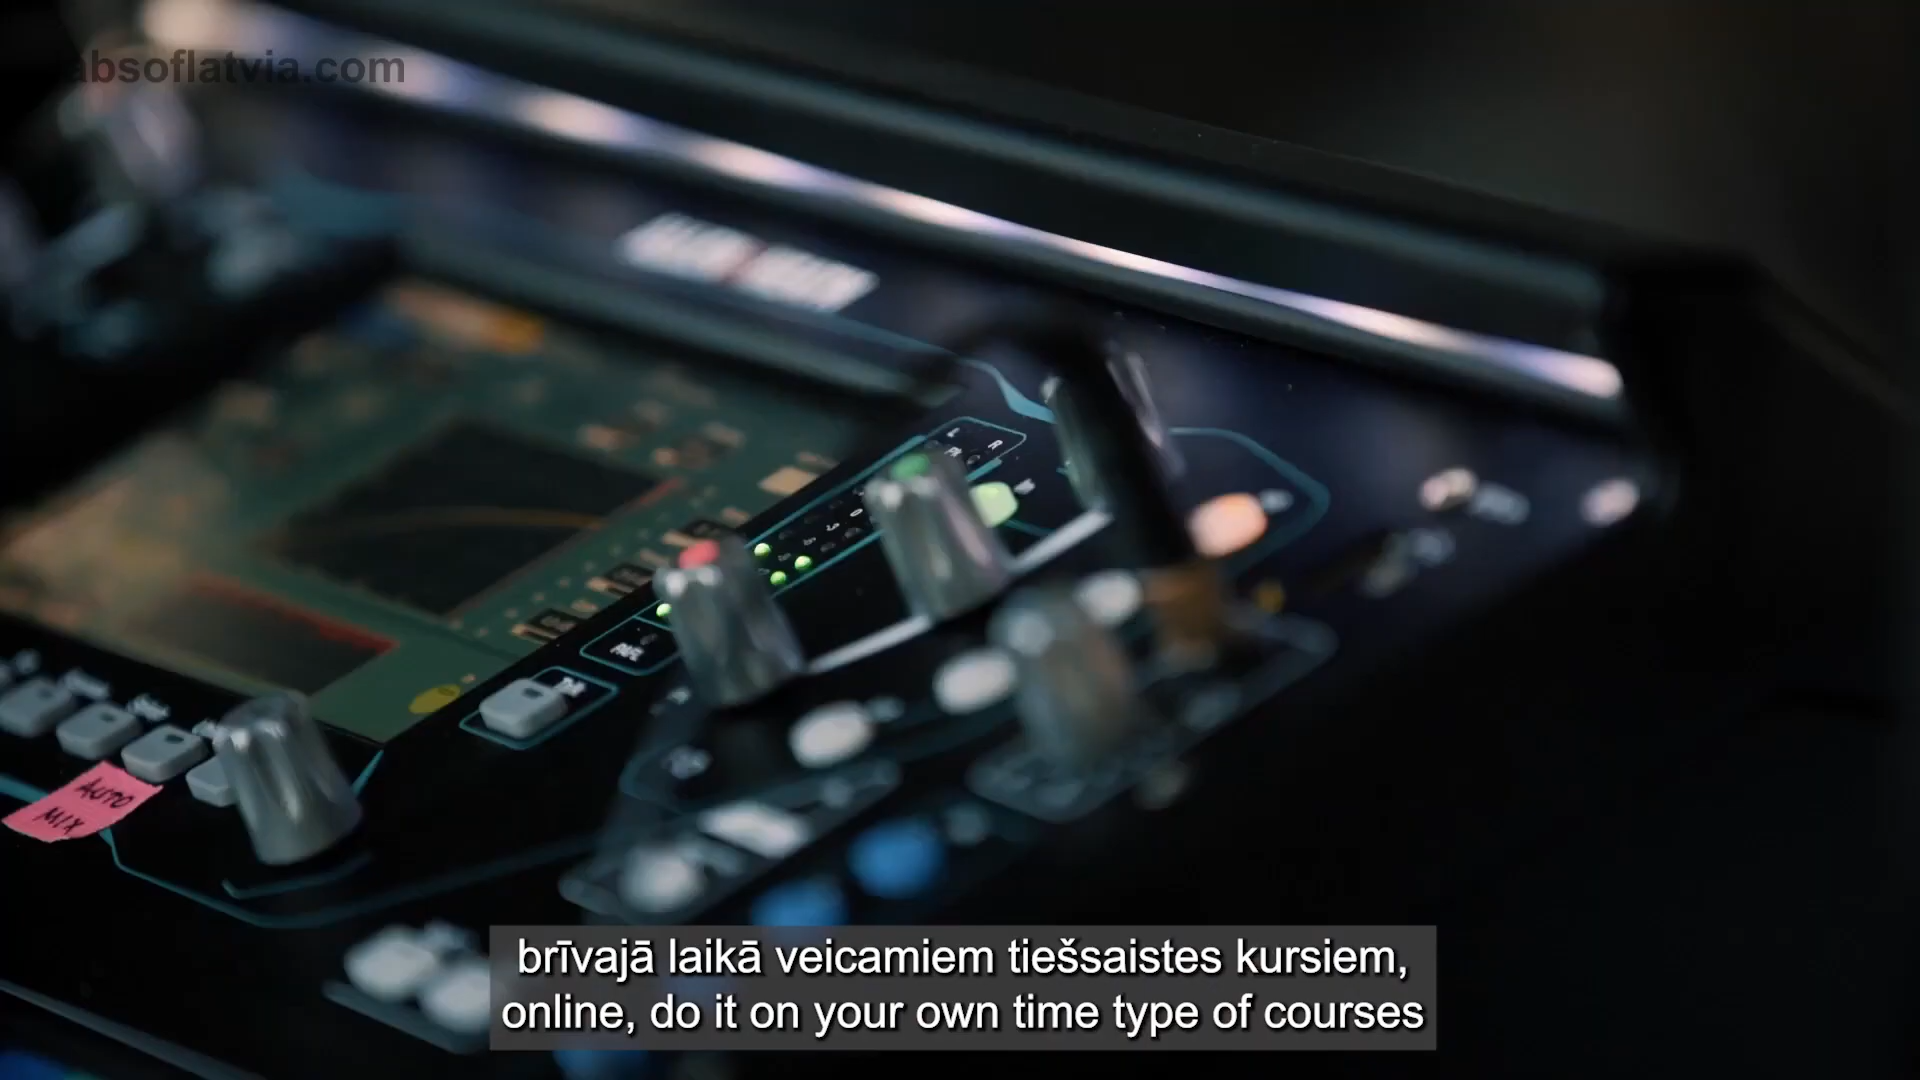 absoflatvia.com
AUTO
MIX
brīvajā laikā veicamiem tiešsaistes kursiem,
online, do it on your own time type of courses